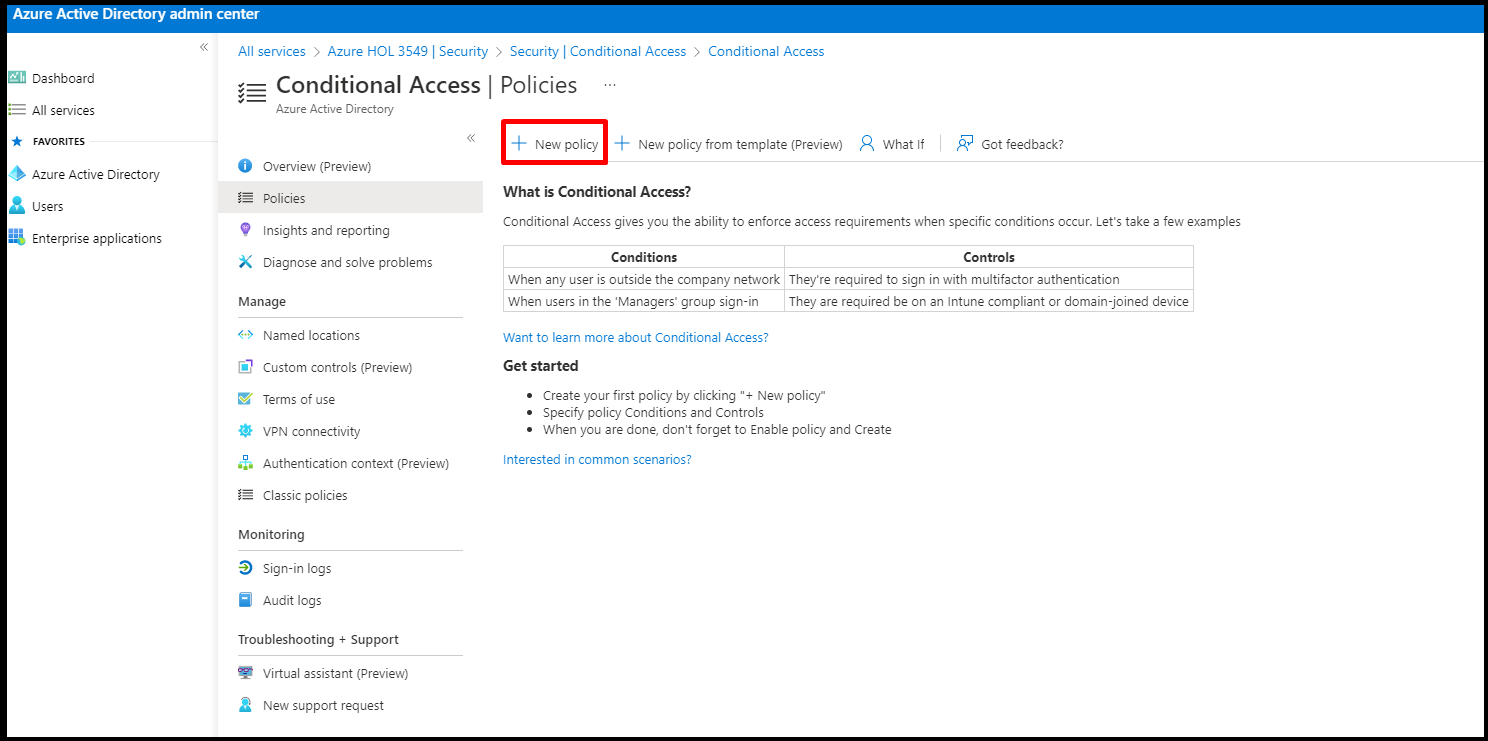 Azure Active Directory admin center
«
Dashboard
All services
FAVORITES
Azure Active Directory
Users
Enterprise applications
All services > Azure HOL 3549 | Security > Security | Conditional Access > Conditional Access
Conditional Access | Policies ...
Azure Active Directory
«
Overview (Preview)
Policies
Insights and reporting
Diagnose and solve problems
Manage
Named locations
Custom controls (Preview)
Terms of use
VPN connectivity
Authentication context (Preview)
Classic policies
Monitoring
Sign-in logs
Audit logs
Troubleshooting + Support
Virtual assistant (Preview)
New support request
+ New policy + New policy from template (Preview) What If | Got feedback?
What is Conditional Access?
Conditional Access gives you the ability to enforce access requirements when specific conditions occur. Let's take a few examples
Conditions Controls
When any user is outside the company network They're required to sign in with multifactor authentication
When users in the 'Managers' group sign-in They are required be on an Intune compliant or domain-joined device
Want to learn more about Conditional Access?
Get started
• Create your first policy by clicking "+ New policy"
• Specify policy Conditions and Controls
• When you are done, don't forget to Enable policy and Create
Interested in common scenarios?